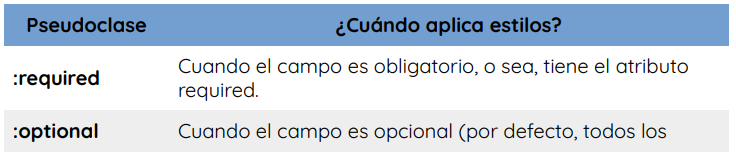 Pseudoclase ¿Cuándo aplica estilos?
:required Cuando el campo es obligatorio, o sea, tiene el atributo
required.
:optional Cuando el campo es opcional (por defecto, todos los